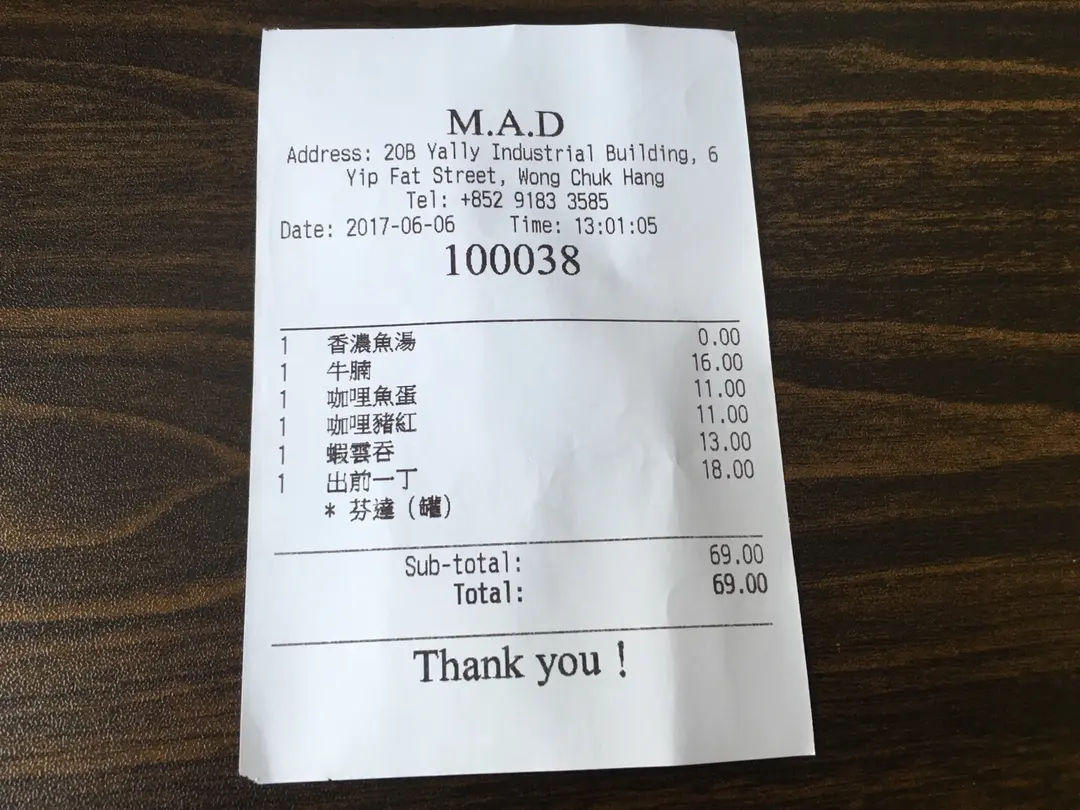 M.A.D
Address: 20B Yally Industrial Building, 6
Yip Fat Street, Wong Chuk Hang
Tel: +852 9183 3585
Date: 2017-06-06 Time: 13:01:05
100038
1 香濃魚湯 0.00
1 牛腩 16.00
1 咖哩魚蛋 11.00
1 咖哩豬紅 11.00
1 蝦雲吞 13.00
1 出前一丁 18.00
* 芬達 (罐)
Sub-total: 69.00
Total: 69.00
Thank you !